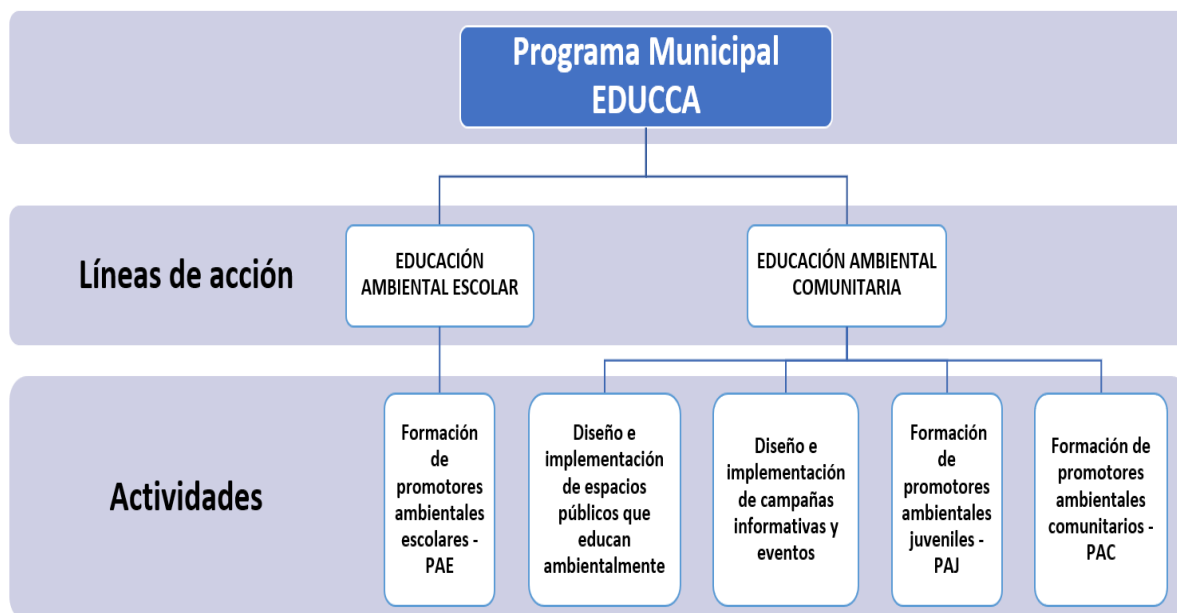 Programa Municipal
EDUCCA
Líneas de acción
EDUCACIÓN
AMBIENTAL ESCOLAR
EDUCACIÓN AMBIENTAL
COMUNITARIA
Actividades
Formación
de
promotores
ambientales
escolares -
PAE
Diseño e
implementación
de espacios
públicos que
educan
ambientalmente
Diseño e
implementación
de campañas
informativas y
eventos
Formación
de
promotores
ambientales
juveniles -
PAJ
Formación de
promotores
ambientales
comunitarios -
PAC